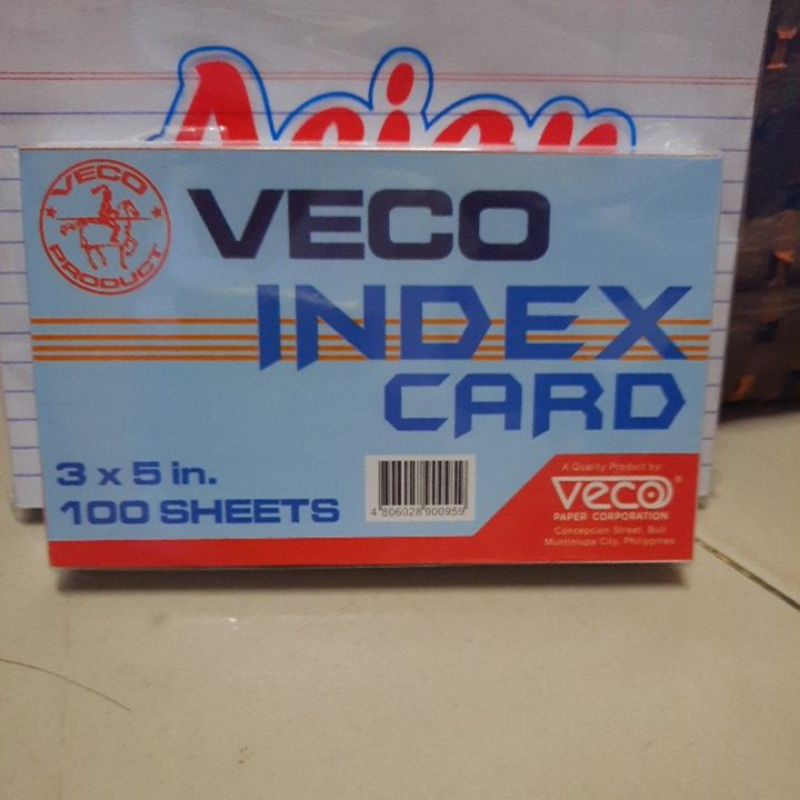 Asian
VECO
PRODUCT
VECO
INDEX
CARD
3 x 5 in.
100 SHEETS
4 806028 900959
A Quality Product by:
veco®
PAPER CORPORATION
Concepcion Street, Buli
Muntinlupa City, Philippines